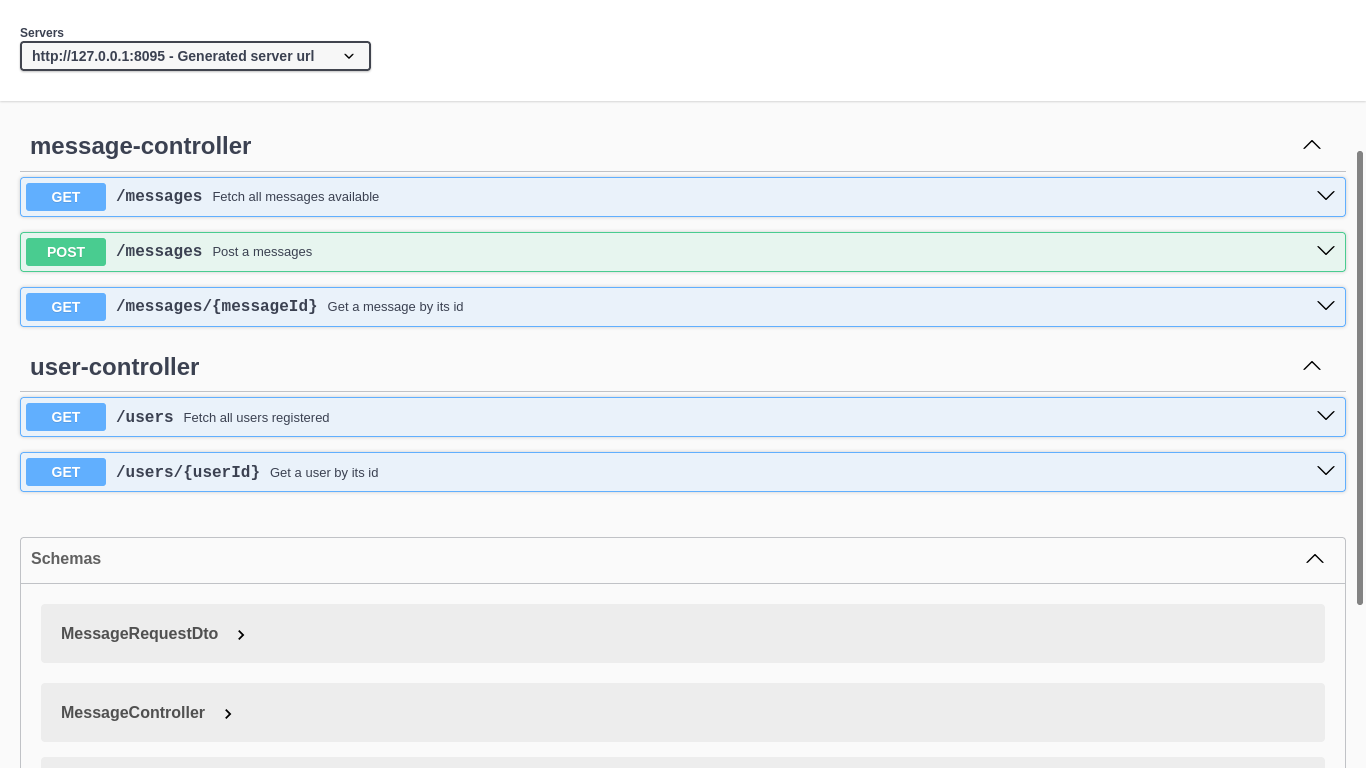 Servers
http://127.0.0.1:8095 - Generated server url
message-controller
GET /messages Fetch all messages available
POST /messages Post a messages
GET /messages/{messageId} Get a message by its id
user-controller
GET /users Fetch all users registered
GET /users/{userId} Get a user by its id
Schemas
MessageRequestDto
MessageController